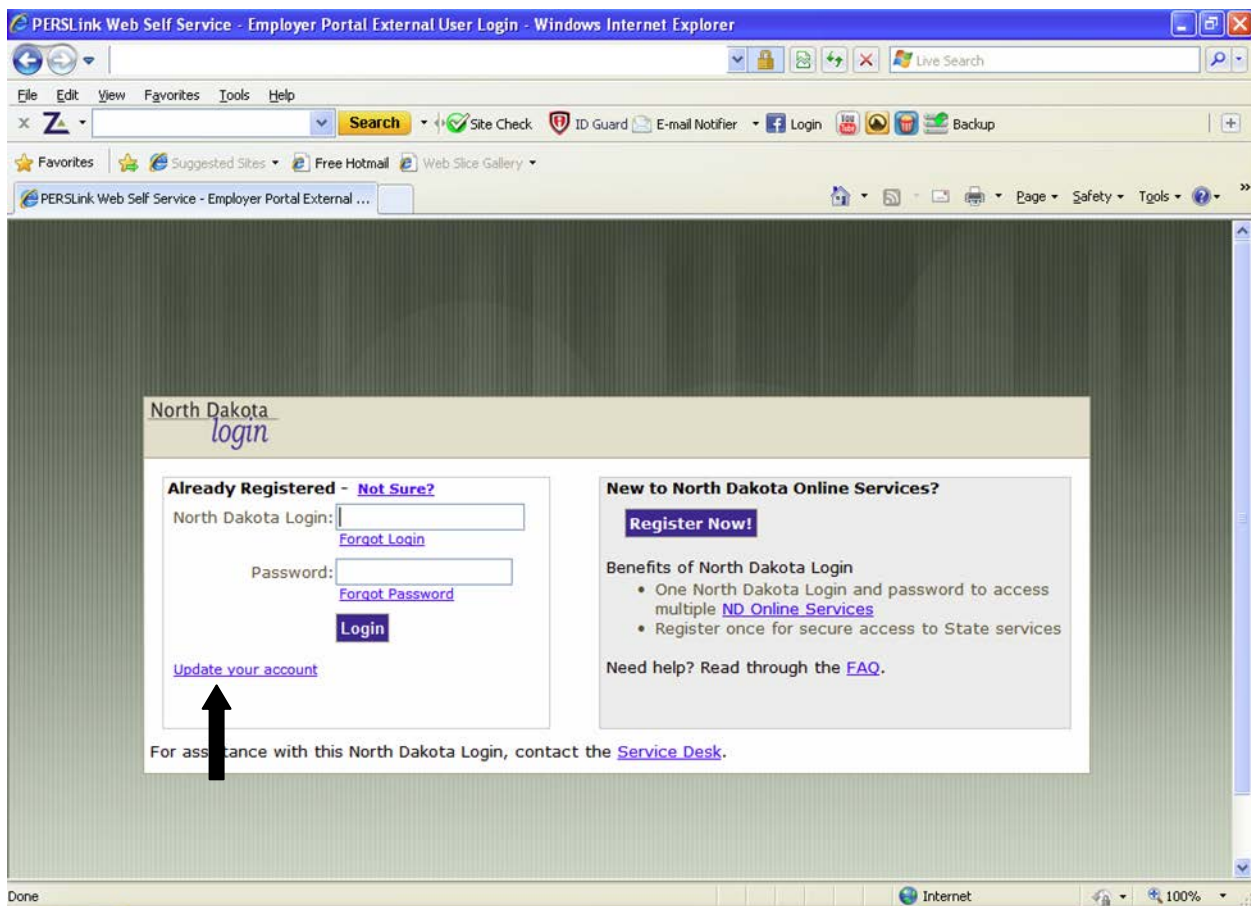 PERSLink Web Self Service - Employer Portal External User Login - Windows Internet Explorer
Live Search
File Edit View Favorites Tools Help
Search Site Check ID Guard E-mail Notifier Login Backup
Favorites Suggested Sites Free Hotmail Web Slice Gallery
PERSLink Web Self Service - Employer Portal External ... Page Safety Tools »
North Dakota
login
Already Registered - Not Sure?
North Dakota Login:
Forgot Login
Password:
Forgot Password
Login
Update your account
New to North Dakota Online Services?
Register Now!
Benefits of North Dakota Login
• One North Dakota Login and password to access
multiple ND Online Services
• Register once for secure access to State services
Need help? Read through the FAQ.
For ass tance with this North Dakota Login, contact the Service Desk.
Done Internet 100%